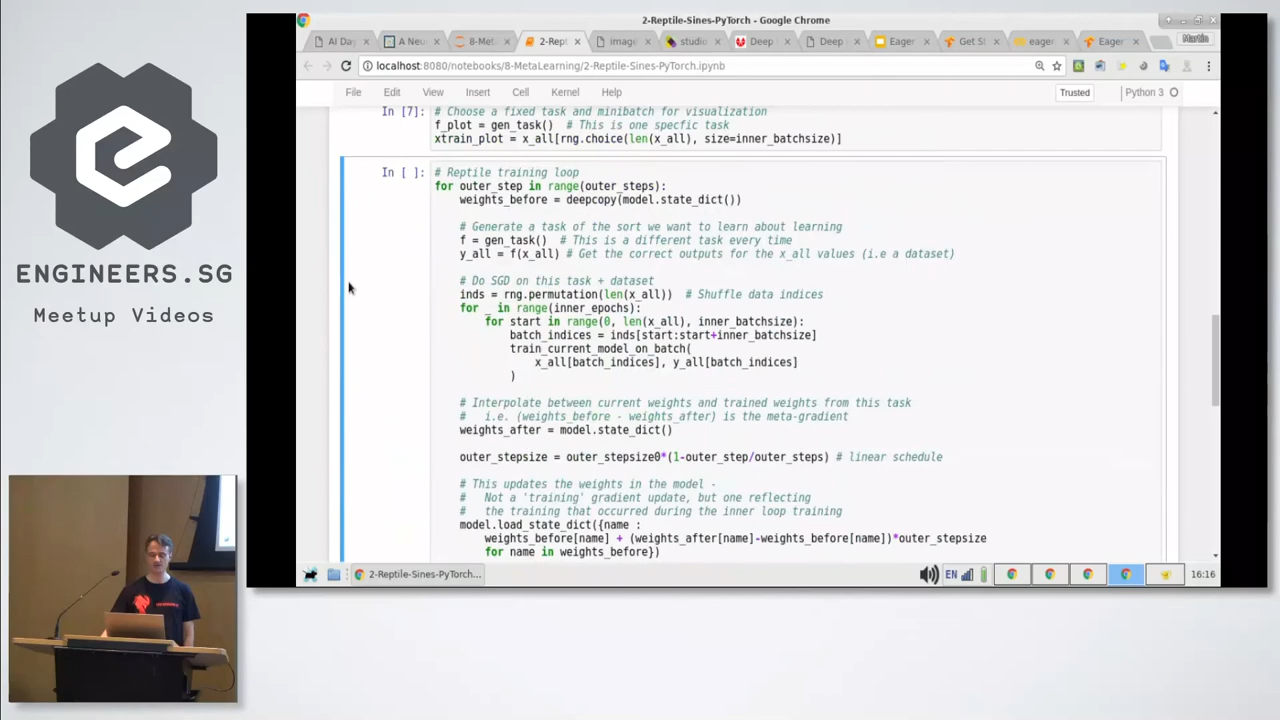 2-Reptile-Sines-PyTorch - Google Chrome
AI Day
A Neu
8-Met
2-Rept
image
studio
Deep
Deep
Eager
Get St
eager
Eager
Martin
localhost:8080/notebooks/8-MetaLearning/2-Reptile-Sines-PyTorch.ipynb
File Edit View Insert Cell Kernel Help Trusted Python 3
In [7]: # Choose a fixed task and minibatch for visualization
f_plot = gen_task() # This is one specfic task
xtrain_plot = x_all[rng.choice(len(x_all), size=inner_batchsize)]
In [ ]: # Reptile training loop
for outer_step in range(outer_steps):
weights_before = deepcopy(model.state_dict())
# Generate a task of the sort we want to learn about learning
f = gen_task() # This is a different task every time
y_all = f(x_all) # Get the correct outputs for the x_all values (i.e a dataset)
# Do SGD on this task + dataset
inds = rng.permutation(len(x_all)) # Shuffle data indices
for _ in range(inner_epochs):
for start in range(0, len(x_all), inner_batchsize):
batch_indices = inds[start:start+inner_batchsize]
train_current_model_on_batch(
x_all[batch_indices], y_all[batch_indices]
)
# Interpolate between current weights and trained weights from this task
# i.e. (weights_before - weights_after) is the meta-gradient
weights_after = model.state_dict()
outer_stepsize = outer_stepsize0*(1-outer_step/outer_steps) # linear schedule
# This updates the weights in the model -
# Not a 'training' gradient update, but one reflecting
# the training that occurred during the inner loop training
model.load_state_dict({name :
weights_before[name] + (weights_after[name]-weights_before[name])*outer_stepsize
for name in weights_before})
2-Reptile-Sines-PyTorch...
EN
16:16
ENGINEERS.SG
Meetup Videos